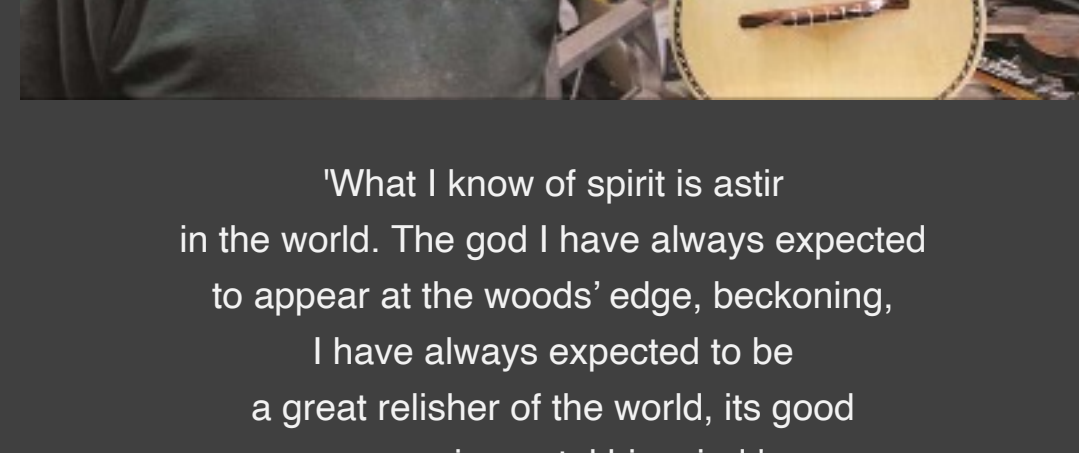 'What I know of spirit is astir
in the world. The god I have always expected
to appear at the woods’ edge, beckoning,
I have always expected to be
a great relisher of the world, its good